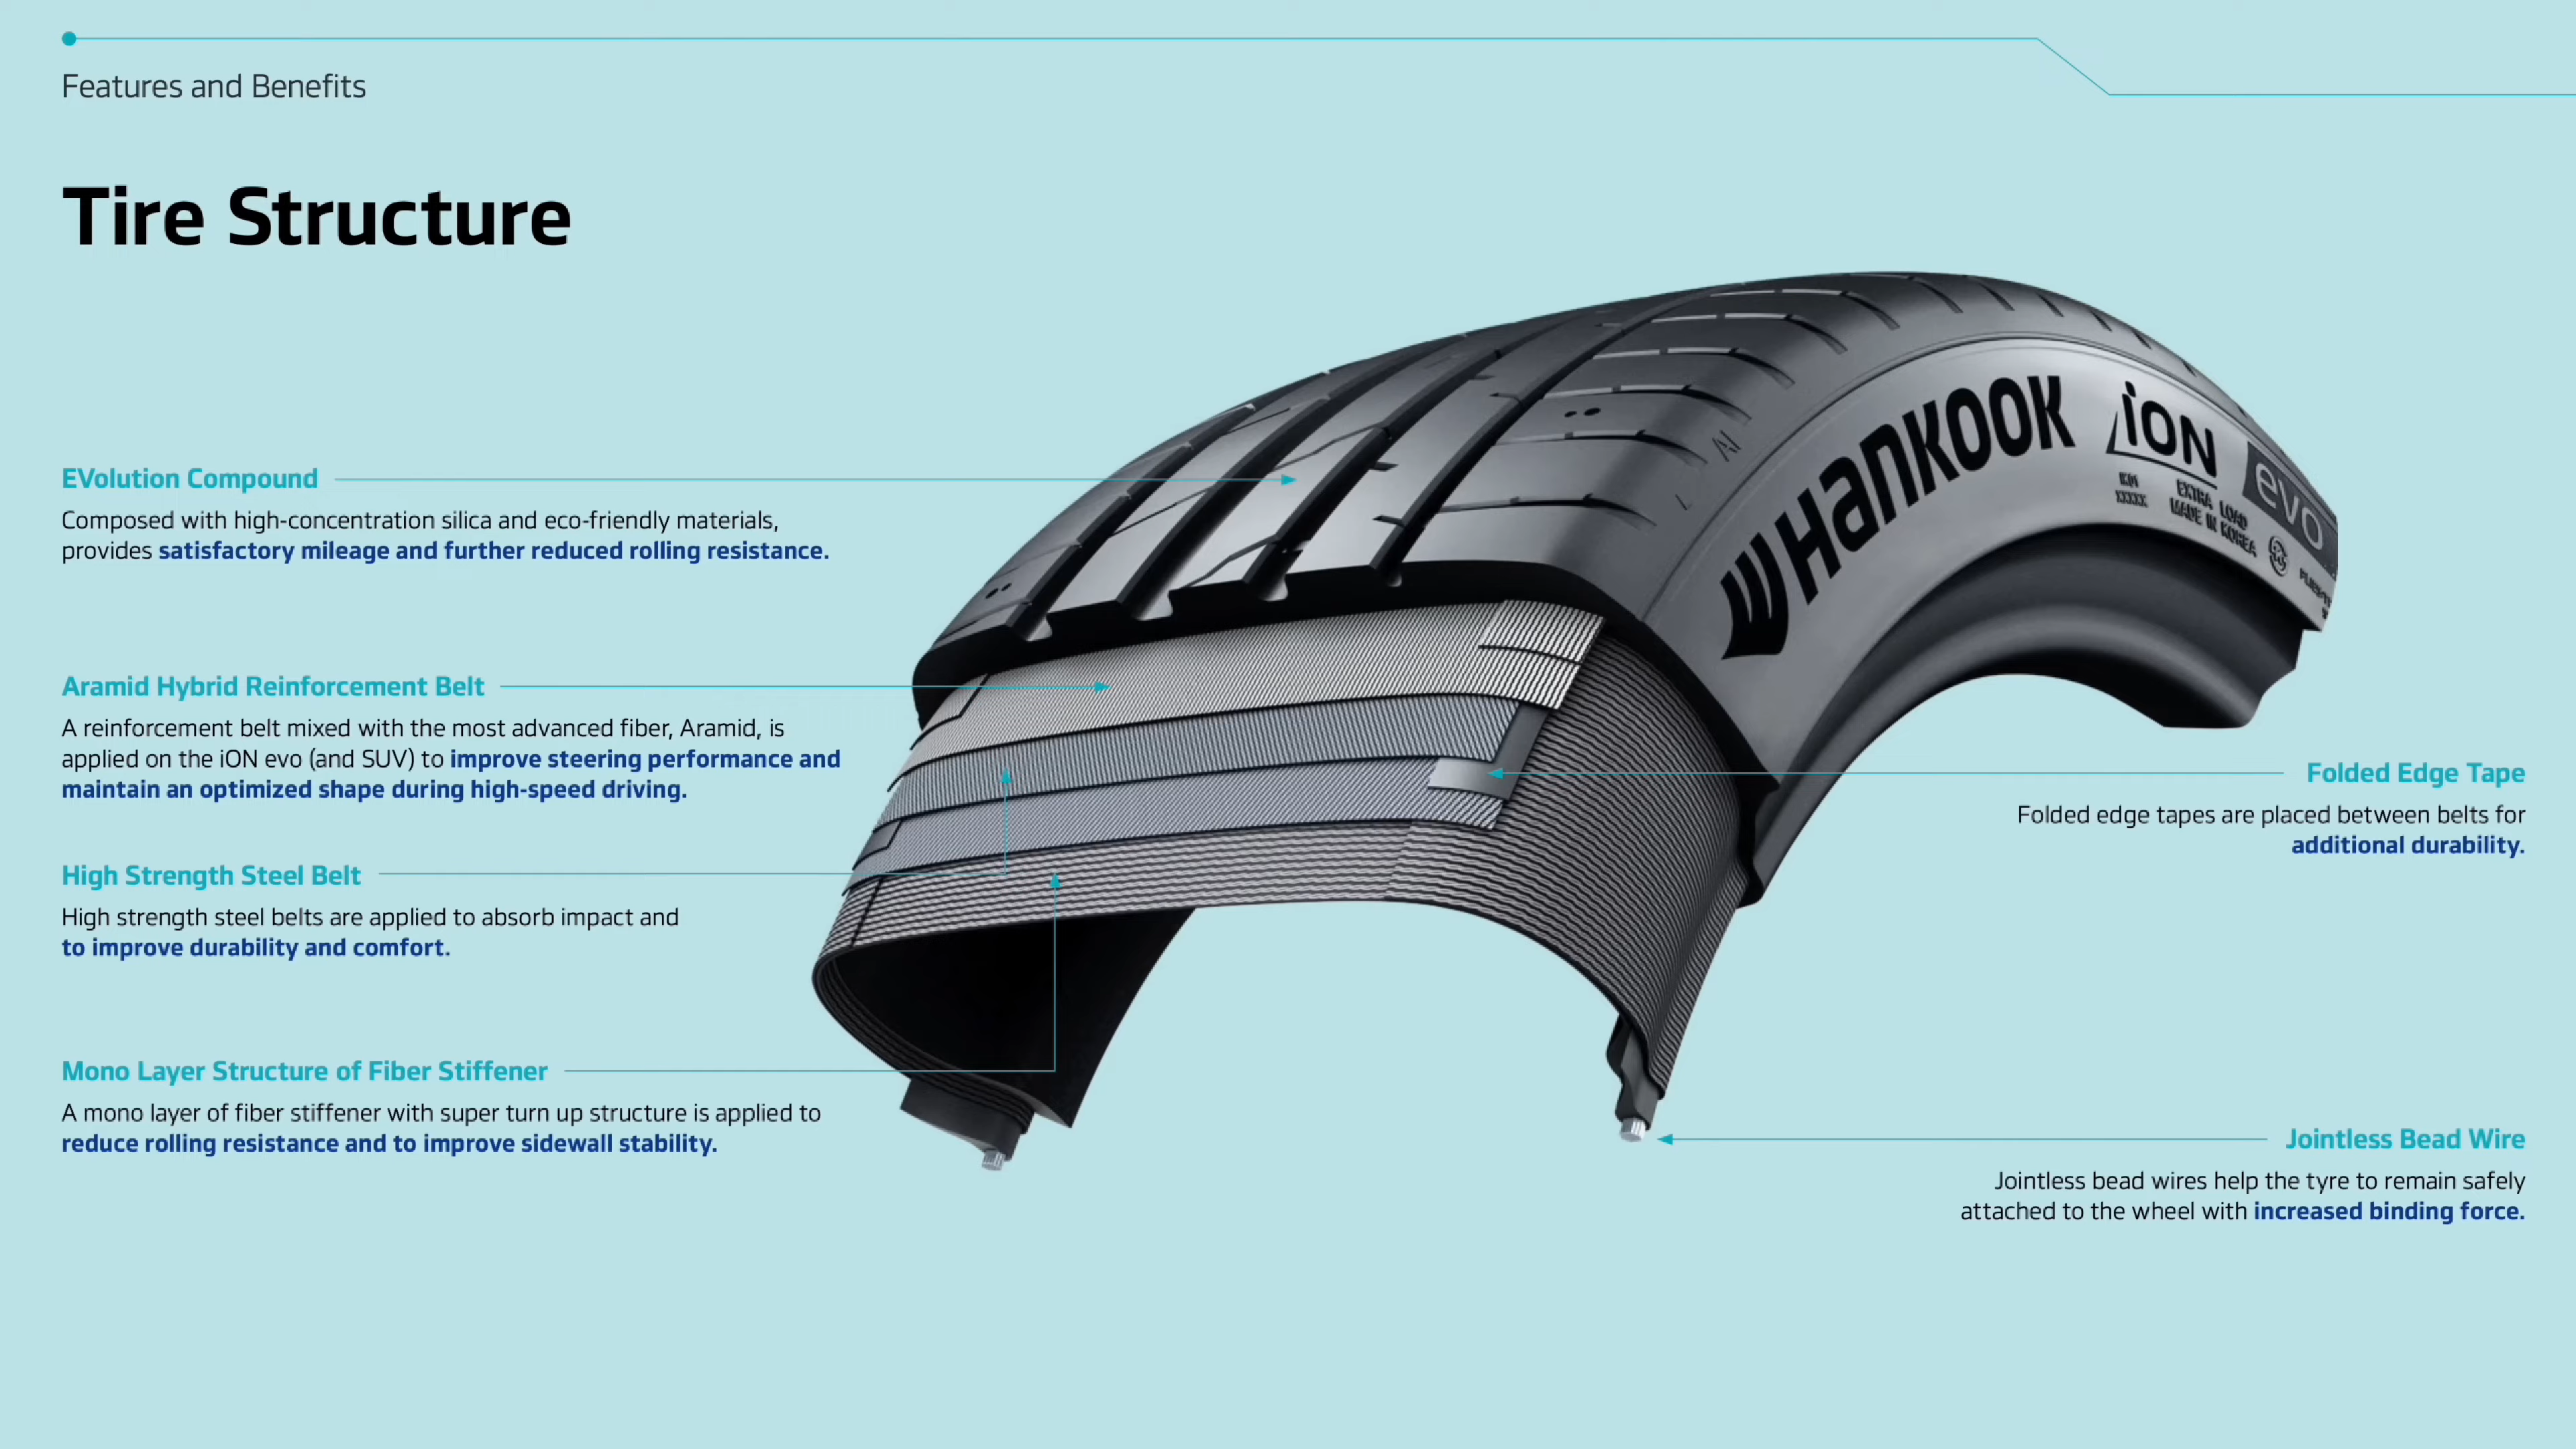 Features and Benefits
Tire Structure
EVolution Compound
Composed with high-concentration silica and eco-friendly materials,
provides satisfactory mileage and further reduced rolling resistance.
Aramid Hybrid Reinforcement Belt
A reinforcement belt mixed with the most advanced fiber, Aramid, is
applied on the iON evo (and SUV) to improve steering performance and
maintain an optimized shape during high-speed driving.
High Strength Steel Belt
High strength steel belts are applied to absorb impact and
to improve durability and comfort.
Mono Layer Structure of Fiber Stiffener
A mono layer of fiber stiffener with super turn up structure is applied to
reduce rolling resistance and to improve sidewall stability.
HANKOOK
iON
evo
IK01
XXXXX
EXTRA LOAD
MADE IN KOREA
Folded Edge Tape
Folded edge tapes are placed between belts for
additional durability.
Jointless Bead Wire
Jointless bead wires help the tyre to remain safely
attached to the wheel with increased binding force.